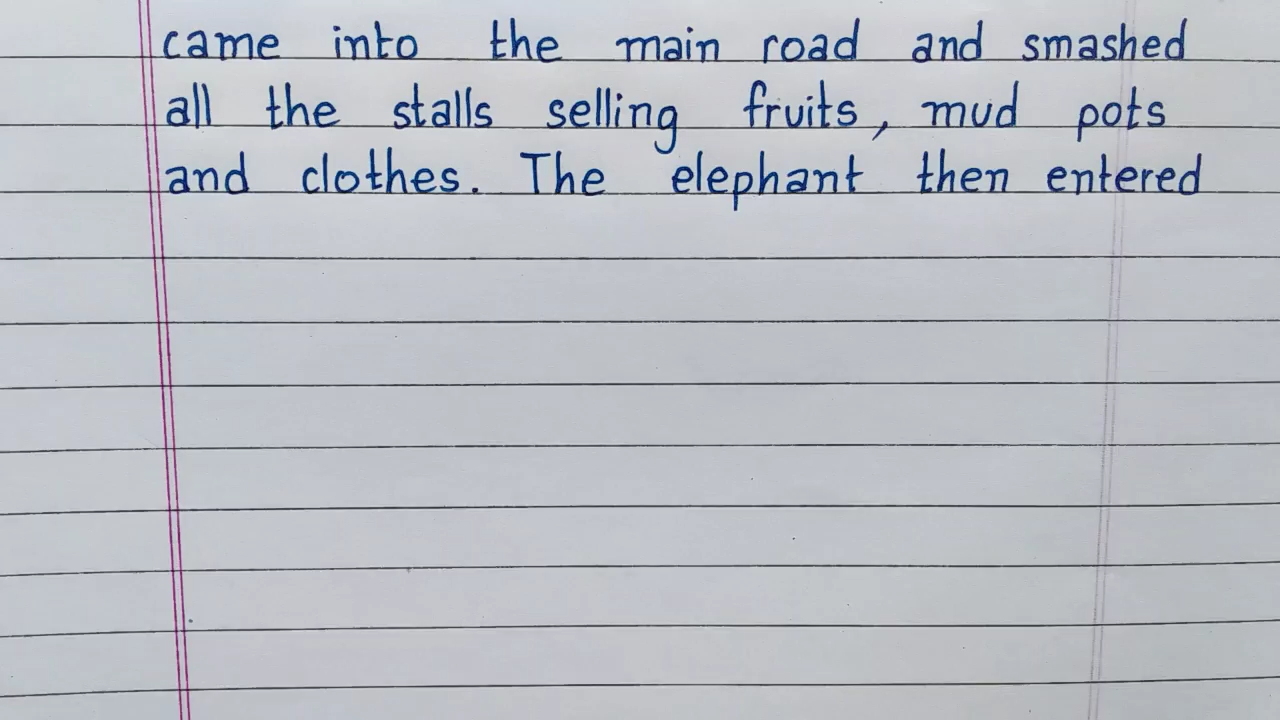 came into the main road and smashed
all the stalls selling fruits, mud pots
and clothes. The elephant then entered